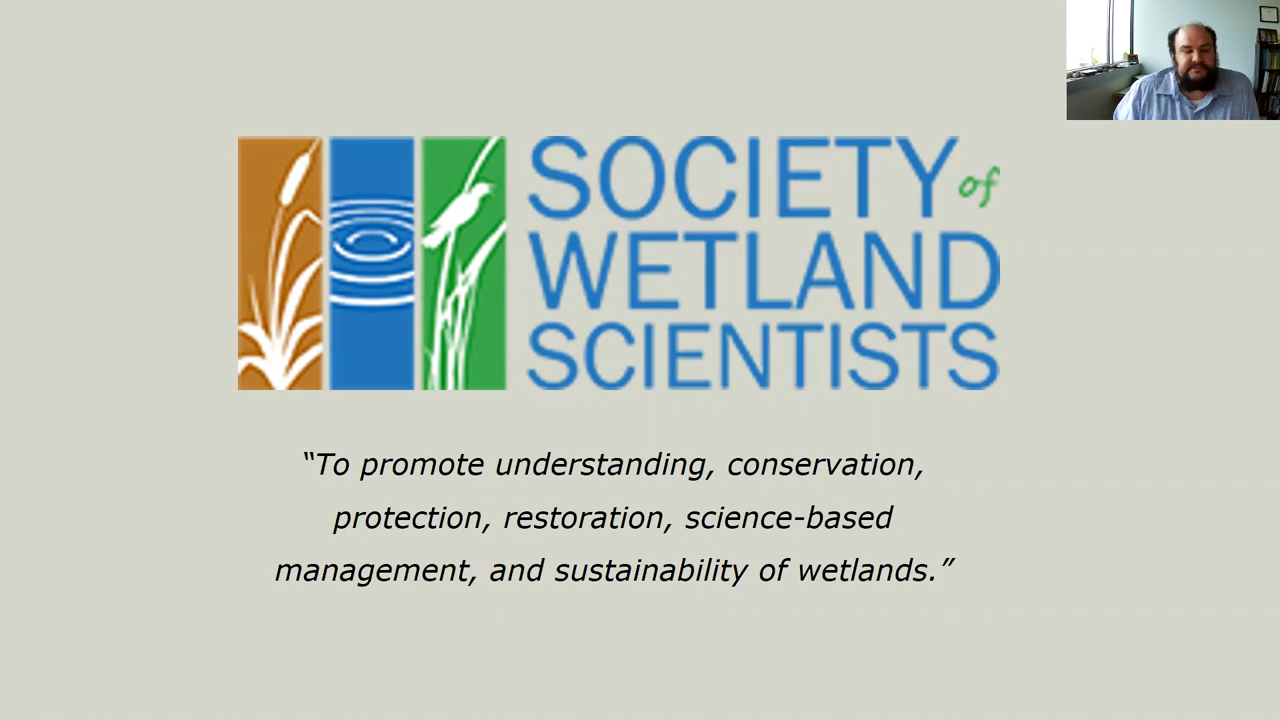 SOCIETY of
WETLAND
SCIENTISTS
“To promote understanding, conservation,
protection, restoration, science-based
management, and sustainability of wetlands.”